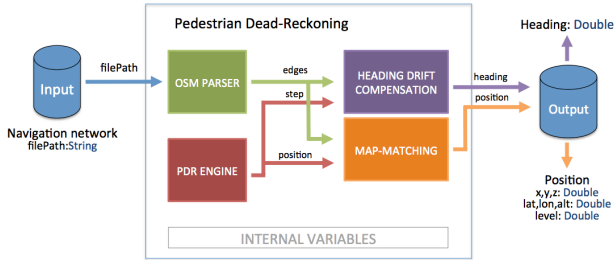 Pedestrian Dead-Reckoning
Heading: Double
filePath
Input
OSM PARSER
edges
step
HEADING DRIFT
COMPENSATION
heading
position
Output
Navigation network
filePath:String
PDR ENGINE
position
MAP-MATCHING
Position
x,y,z: Double
lat,lon,alt: Double
level: Double
INTERNAL VARIABLES